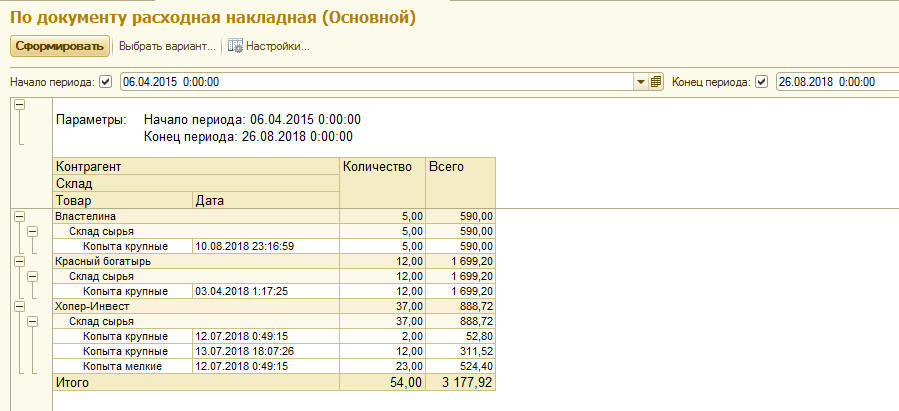 По документу расходная накладная (Основной)
Сформировать Выбрать вариант... Настройки...
Начало периода: 06.04.2015 0:00:00 Конец периода: 26.08.2018 0:00:00
Параметры: Начало периода: 06.04.2015 0:00:00
Конец периода: 26.08.2018 0:00:00
Контрагент Количество Всего
Склад
Товар Дата
Властелина 5,00 590,00
Склад сырья 5,00 590,00
Копыта крупные 10.08.2018 23:16:59 5,00 590,00
Красный богатырь 12,00 1 699,20
Склад сырья 12,00 1 699,20
Копыта крупные 03.04.2018 1:17:25 12,00 1 699,20
Хопер-Инвест 37,00 888,72
Склад сырья 37,00 888,72
Копыта крупные 12.07.2018 0:49:15 2,00 52,80
Копыта крупные 13.07.2018 18:07:26 12,00 311,52
Копыта мелкие 12.07.2018 0:49:15 23,00 524,40
Итого 54,00 3 177,92